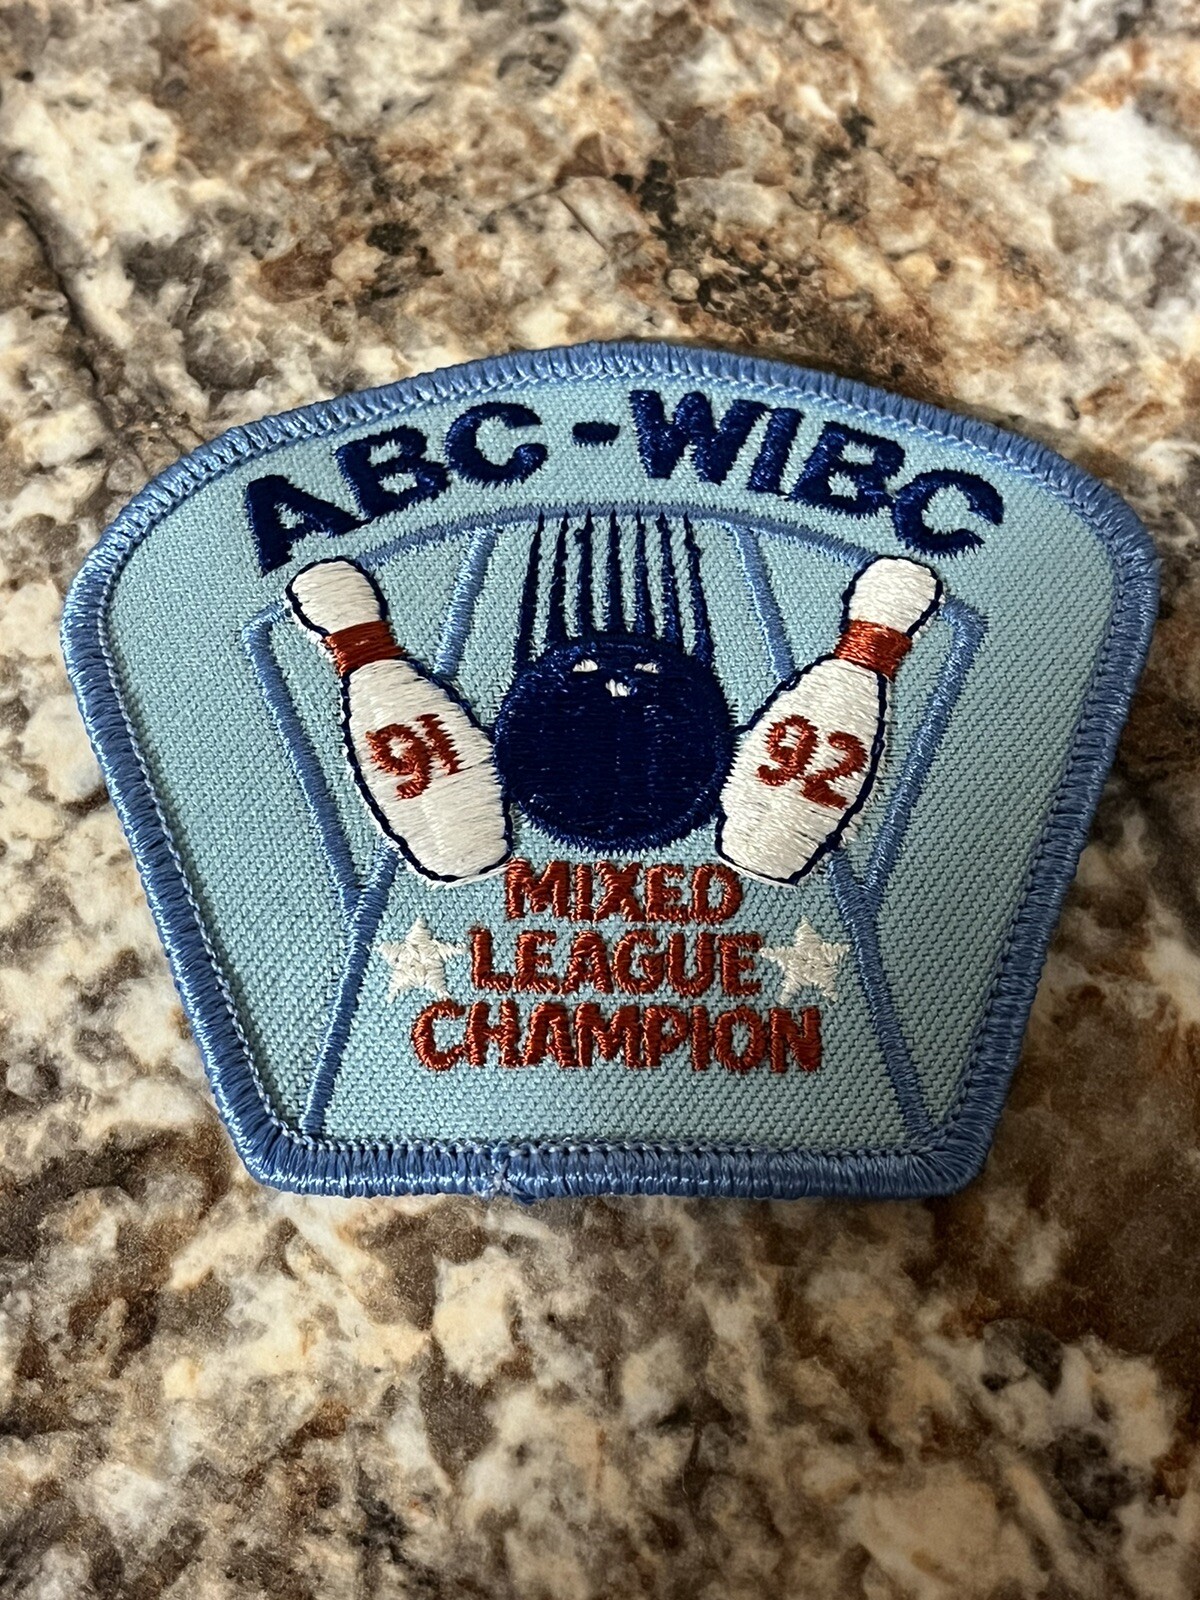 ABC-WIBC
91 92
MIXED
LEAGUE
CHAMPION